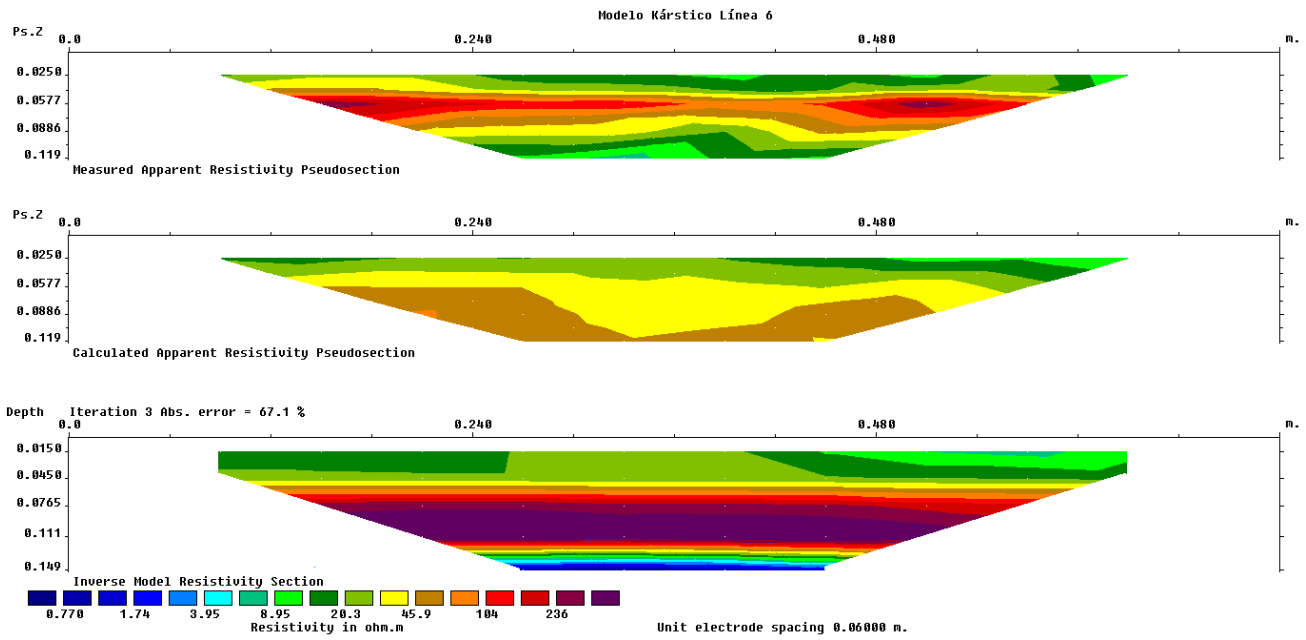 Modelo Kárstico Línea 6
Ps.Z 0.0 0.240 0.480 m.
0.0250
0.0577
0.0886
0.119
Measured Apparent Resistivity Pseudosection
Ps.Z 0.0 0.240 0.480 m.
0.0250
0.0577
0.0886
0.119
Calculated Apparent Resistivity Pseudosection
Depth Iteration 3 Abs. error = 67.1 %
0.0 0.240 0.480 m.
0.0150
0.0450
0.0765
0.111
0.149
Inverse Model Resistivity Section
0.770 1.74 3.95 8.95 20.3 45.9 104 236
Resistivity in ohm.m Unit electrode spacing 0.06000 m.